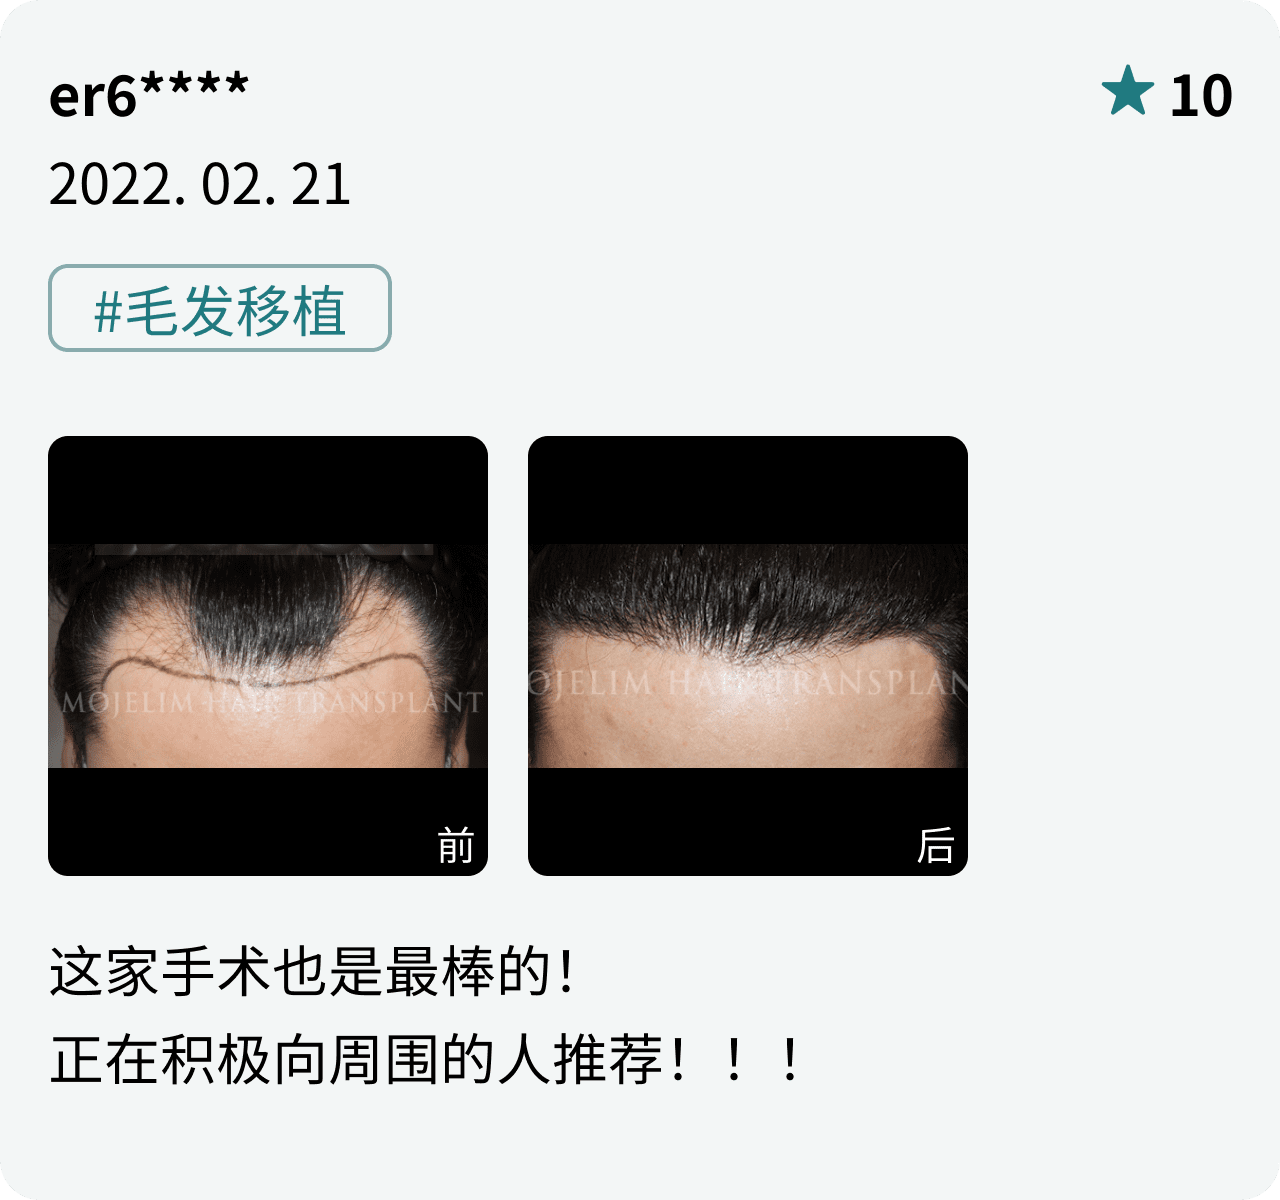 er6****
10
2022. 02. 21
#毛发移植
MOJELIM HAIR TRANSPLANT
前
OJELIM HAIR TRANSPLAN
后
这家手术也是最棒的！
正在积极向周围的人推荐！！！